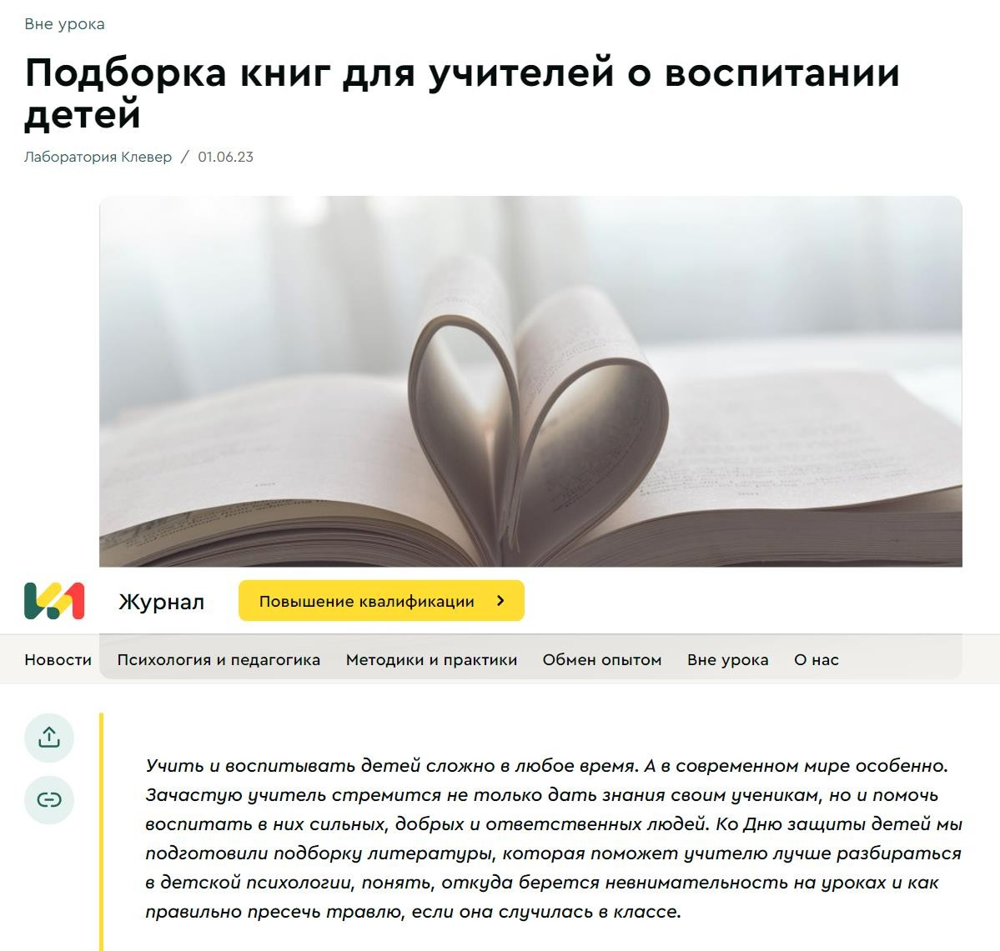 Вне урока
Подборка книг для учителей о воспитании
детей
Лаборатория Клевер / 01.06.23
Журнал
Повышение квалификации
Новости Психология и педагогика Методики и практики Обмен опытом Вне урока О нас
Учить и воспитывать детей сложно в любое время. А в современном мире особенно.
Зачастую учитель стремится не только дать знания своим ученикам, но и помочь
воспитать в них сильных, добрых и ответственных людей. Ко Дню защиты детей мы
подготовили подборку литературы, которая поможет учителю лучше разбираться
в детской психологии, понять, откуда берется невнимательность на уроках и как
правильно пресечь травлю, если она случилась в классе.